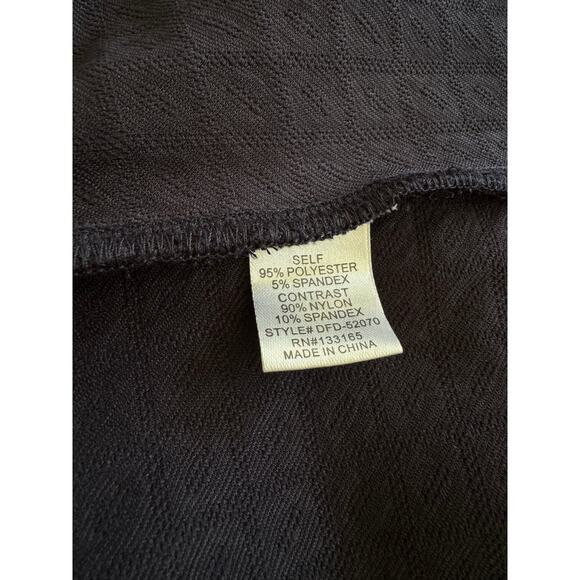 SELF
95% POLYESTER
5% SPANDEX
CONTRAST
90% NYLON
10% SPANDEX
STYLE# DFD-52070
RN#133165
MADE IN CHINA